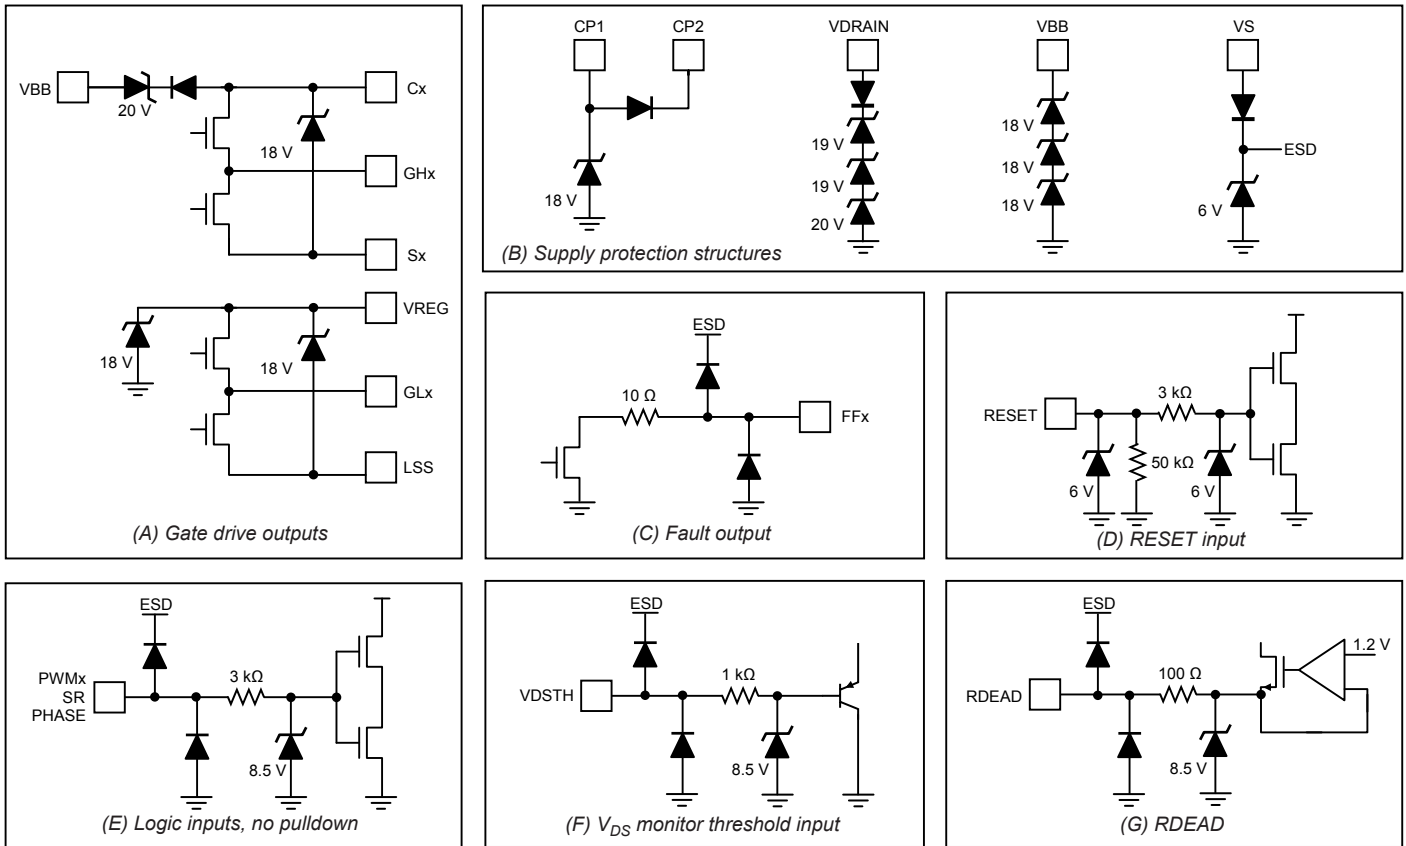 VBB
20 V
Cx
18 V
GHx
Sx
VREG
18 V
18 V
GLx
LSS
(A) Gate drive outputs
CP1
CP2
VDRAIN
VBB
VS
18 V
19 V
19 V
20 V
18 V
18 V
18 V
ESD
6 V
(B) Supply protection structures
ESD
10 Ω
FFx
(C) Fault output
RESET
3 kΩ
50 kΩ
6 V
6 V
(D) RESET input
ESD
PWMx
SR
PHASE
3 kΩ
8.5 V
(E) Logic inputs, no pulldown
ESD
VDSTH
1 kΩ
8.5 V
(F) VDS monitor threshold input
ESD
RDEAD
100 Ω
1.2 V
8.5 V
(G) RDEAD